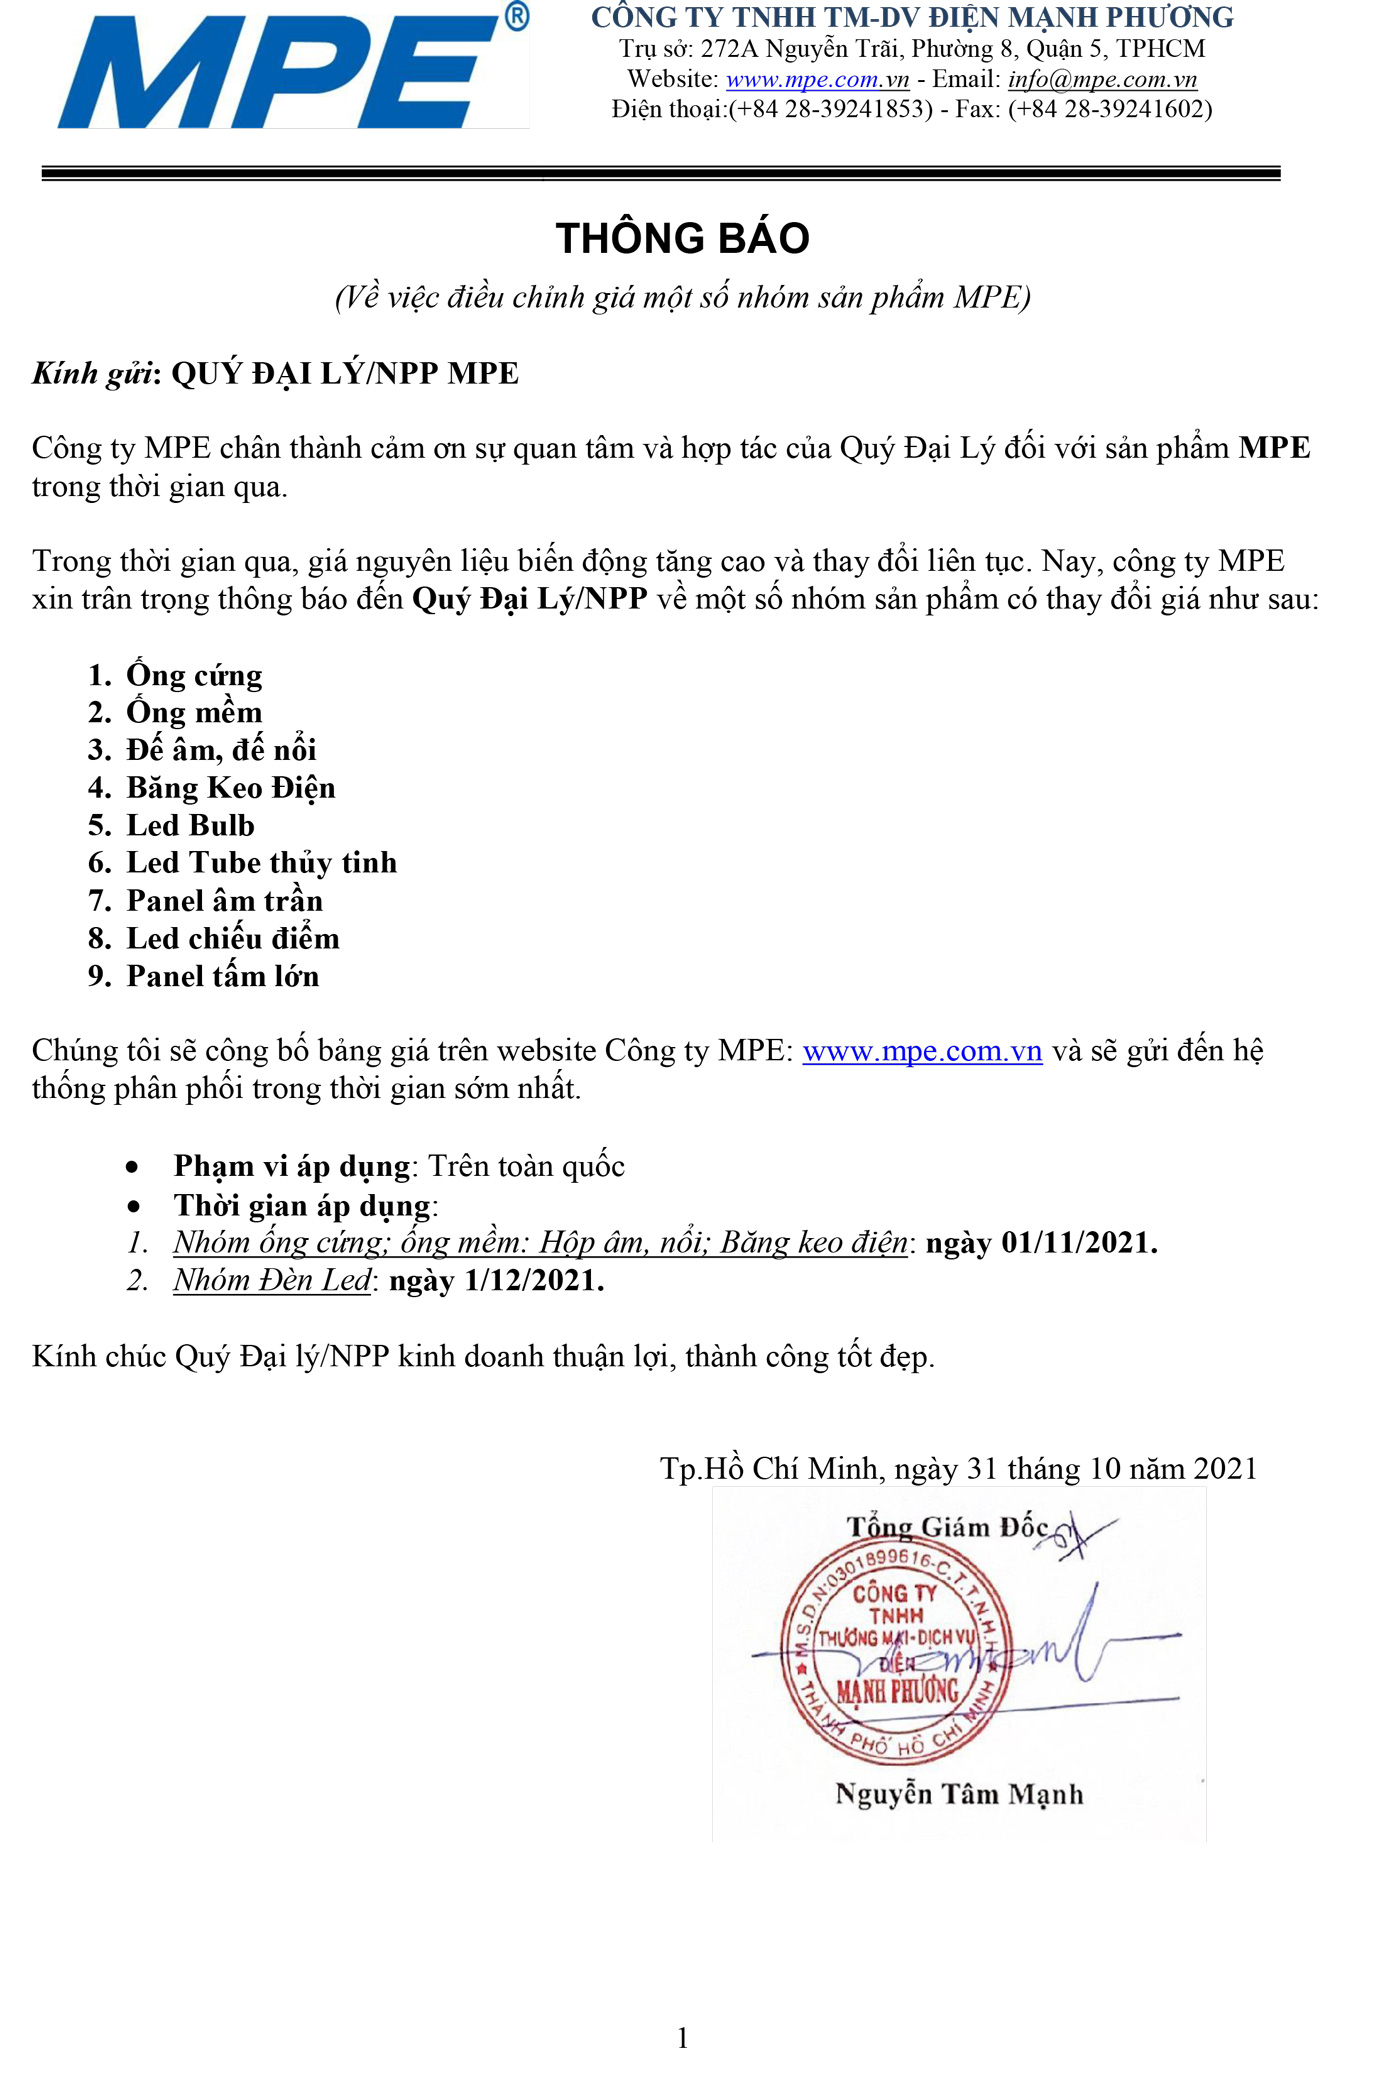 MPE®
CÔNG TY TNHH TM-DV ĐIỆN MẠNH PHƯƠNG
Trụ sở: 272A Nguyễn Trãi, Phường 8, Quận 5, TPHCM
Website: www.mpe.com.vn - Email: info@mpe.com.vn
Điện thoại:(+84 28-39241853) - Fax: (+84 28-39241602)
THÔNG BÁO
(Về việc điều chỉnh giá một số nhóm sản phẩm MPE)
Kính gửi: QUÝ ĐẠI LÝ/NPP MPE
Công ty MPE chân thành cảm ơn sự quan tâm và hợp tác của Quý Đại Lý đối với sản phẩm MPE
trong thời gian qua.
Trong thời gian qua, giá nguyên liệu biến động tăng cao và thay đổi liên tục. Nay, công ty MPE
xin trân trọng thông báo đến Quý Đại Lý/NPP về một số nhóm sản phẩm có thay đổi giá như sau:
1. Ống cứng
2. Ống mềm
3. Đế âm, đế nổi
4. Băng Keo Điện
5. Led Bulb
6. Led Tube thủy tinh
7. Panel âm trần
8. Led chiếu điểm
9. Panel tấm lớn
Chúng tôi sẽ công bố bảng giá trên website Công ty MPE: www.mpe.com.vn và sẽ gửi đến hệ
thống phân phối trong thời gian sớm nhất.
• Phạm vi áp dụng: Trên toàn quốc
• Thời gian áp dụng:
1. Nhóm ống cứng; ống mềm: Hộp âm, nổi; Băng keo điện: ngày 01/11/2021.
2. Nhóm Đèn Led: ngày 1/12/2021.
Kính chúc Quý Đại lý/NPP kinh doanh thuận lợi, thành công tốt đẹp.
Tp.Hồ Chí Minh, ngày 31 tháng 10 năm 2021
Tổng Giám Đốc
M.S.D.N:0301899616-C.T.T.N.H.H
CÔNG TY
TNHH
THƯƠNG MẠI-DỊCH VỤ
ĐIỆN
MẠNH PHƯƠNG
THÀNH PHỐ HỒ CHÍ MINH
Nguyễn Tâm Mạnh
1